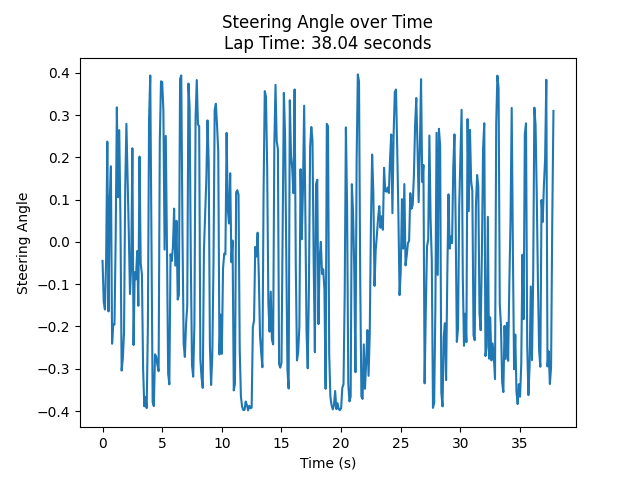 Steering Angle over Time
Lap Time: 38.04 seconds
Steering Angle
0.4
0.3
0.2
0.1
0.0
−0.1
−0.2
−0.3
−0.4
0 5 10 15 20 25 30 35
Time (s)